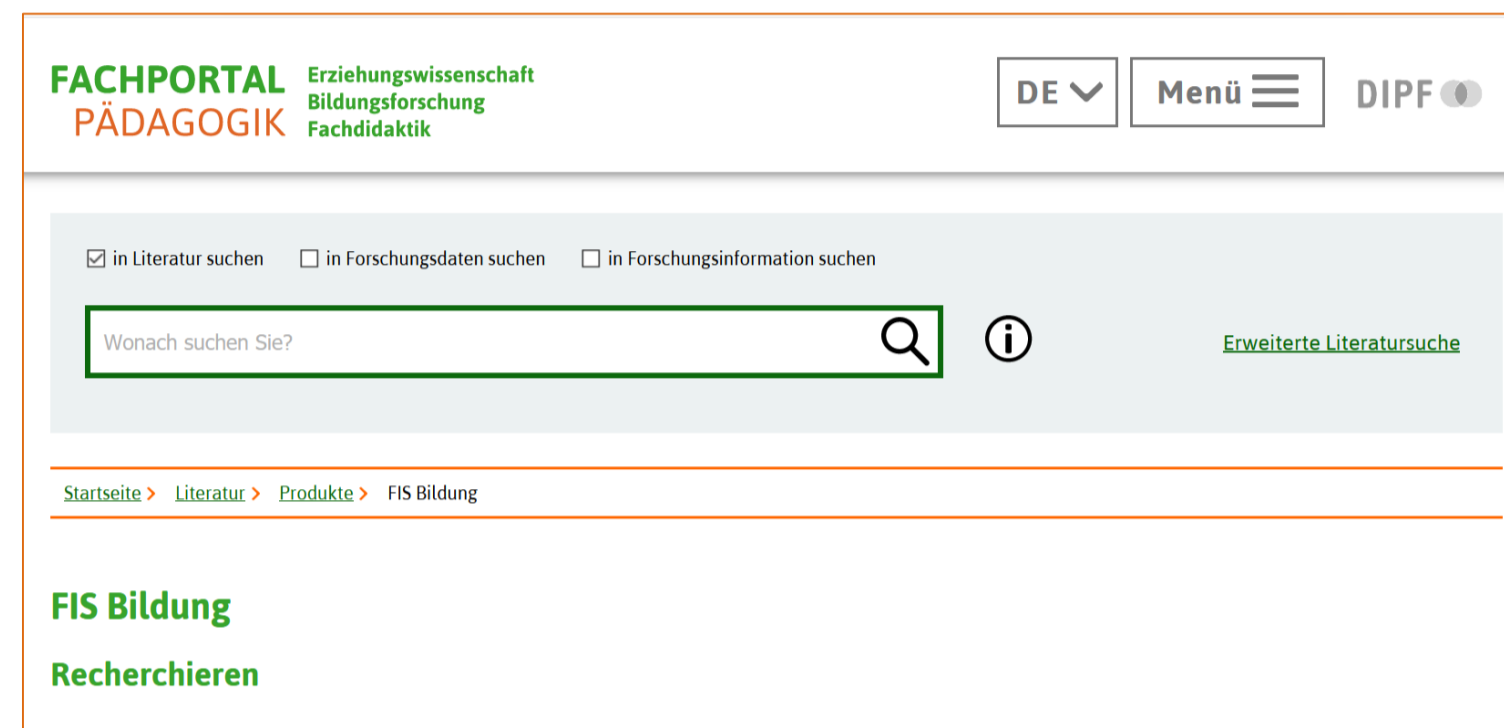 FACHPORTAL
PÄDAGOGIK
Erziehungswissenschaft
Bildungsforschung
Fachdidaktik
DE
Menü
DIPF
in Literatur suchen
in Forschungsdaten suchen
in Forschungsinformation suchen
Wonach suchen Sie?
i
Erweiterte Literatursuche
Startseite > Literatur > Produkte > FIS Bildung
FIS Bildung
Recherchieren